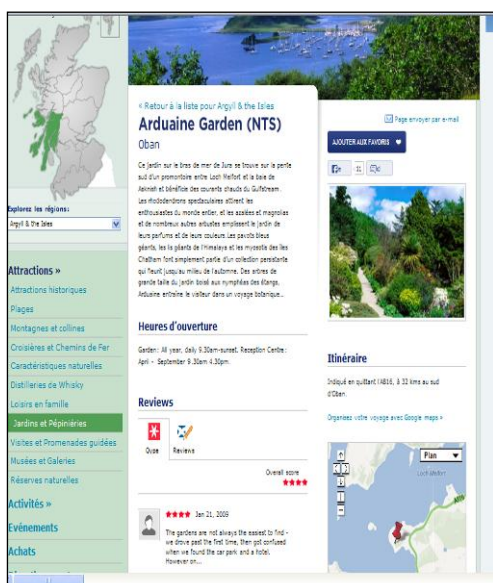 Explorez les régions:
Argyll & the Isles
Attractions »
Attractions historiques
Plages
Montagnes et collines
Croisières et Chemins de Fer
Caractéristiques naturelles
Distilleries de Whisky
Loisirs en famille
Jardins et Pépinières
Visites et Promenades guidées
Musées et Galeries
Réserves naturelles
Activités »
Evénements
Achats
« Retour à la liste pour Argyll & the Isles
Arduaine Garden (NTS)
Oban
Ce jardin sur le bras de mer de Jura se trouve sur la pente
sud d'un promontoire entre Loch Melfort et la baie de
Asknish et bénéficie des courants chauds du Gulfstream.
Les rhododendrons spectaculaires attirent les
enthousiastes du monde entier, et les azalées et magnolias
et de nombreux autres arbustes emplissent le jardin de
leurs parfums et de leurs couleurs. Les pavots bleus
géants, les lis géants de l'Himalaya et les myosotis des îles
Chatham font simplement partie d'un collection persistante
qui fleurit jusqu'au milieu de l'automne. Des arbres de
grande taille du jardin boisé aux nymphéas des étangs,
Arduaine entraîne le visiteur dans un voyage botanique...
Heures d'ouverture
Garden: All year, daily 9.30am-sunset. Reception Centre:
April - September 9.30am 4.30pm.
Reviews
Qype
Reviews
Overall score
Jan 21, 2009
The gardens are not always the easiest to find -
we drove past the first time, then got confused
when we found the car park and a hotel.
However on...
Page envoyer par e-mail
AJOUTER AUX FAVORIS
Itinéraire
Indiqué en quittant l'A816, à 32 kms au sud
d'Oban.
Organisez votre voyage avec Google maps »
Plan
Loch Melfort